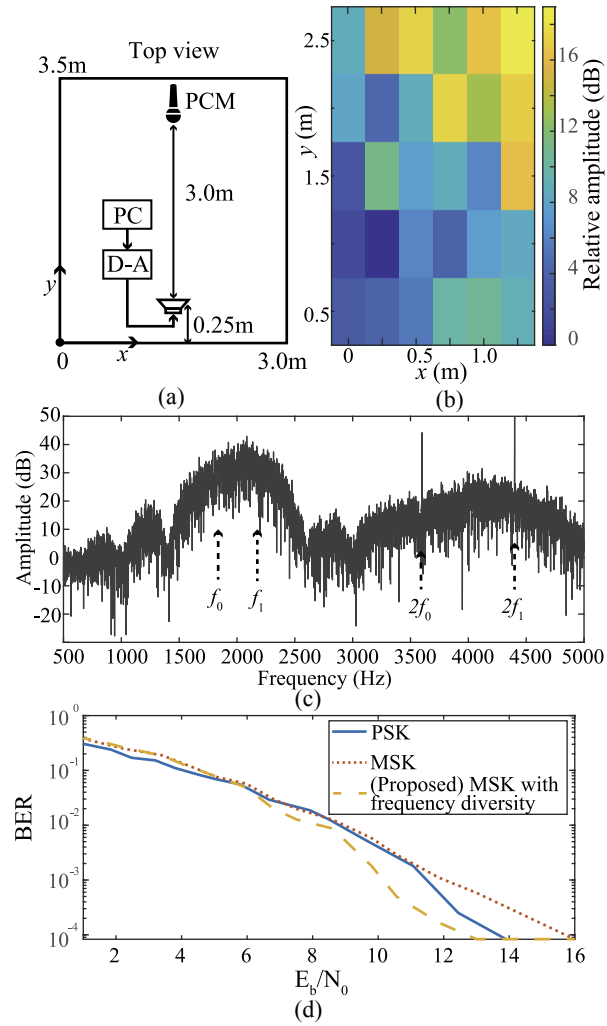 Top view
3.5m
PCM
3.0m
PC
D-A
0.25m
y
0
x
3.0m
(a)
2.5
1.5
0.5
y (m)
0
0.5
1.0
x (m)
16
12
8
4
0
Relative amplitude (dB)
(b)
50
40
30
20
10
0
-10
-20
Amplitude (dB)
f0
f1
2f0
2f1
500 1000 1500 2000 2500 3000 3500 4000 4500 5000
Frequency (Hz)
(c)
10^0
10^-1
10^-2
10^-3
10^-4
BER
PSK
MSK
(Proposed) MSK with
frequency diversity
2 4 6 8 10 12 14 16
Eb/N0
(d)